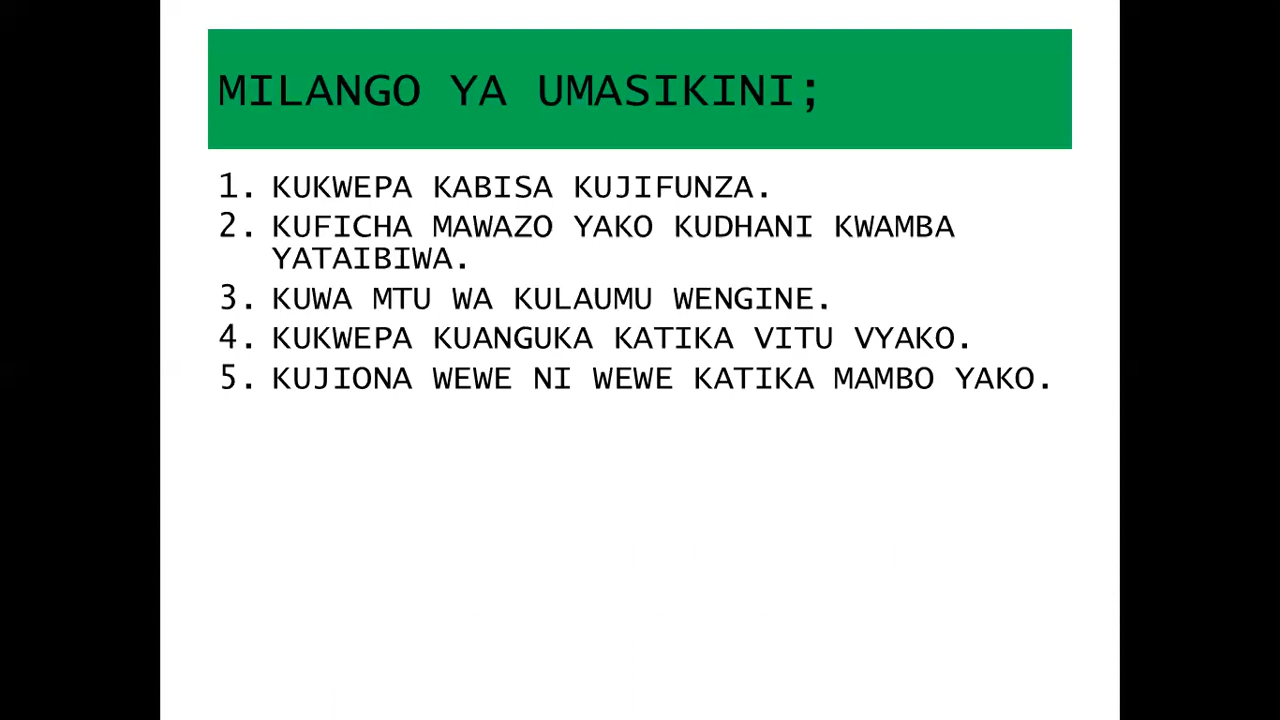 MILANGO YA UMASIKINI;
1. KUKWEPA KABISA KUJIFUNZA.
2. KUFICHA MAWAZO YAKO KUDHANI KWAMBA
YATAIBIWA.
3. KUWA MTU WA KULAUMU WENGINE.
4. KUKWEPA KUANGUKA KATIKA VITU VYAKO.
5. KUJIONA WEWE NI WEWE KATIKA MAMBO YAKO.